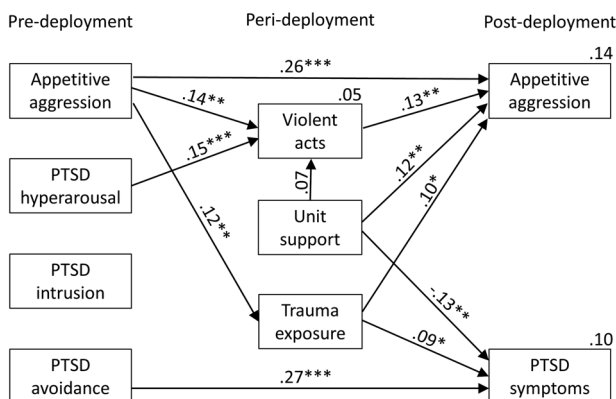 Pre-deployment
Peri-deployment
Post-deployment
.14
Appetitive
aggression
.26***
Appetitive
aggression
.14**
.05
Violent
acts
.13**
.15***
PTSD
hyperarousal
.12**
.07
.12**
.10*
Unit
support
PTSD
intrusion
-.13**
Trauma
exposure
.09*
.10
PTSD
avoidance
.27***
PTSD
symptoms